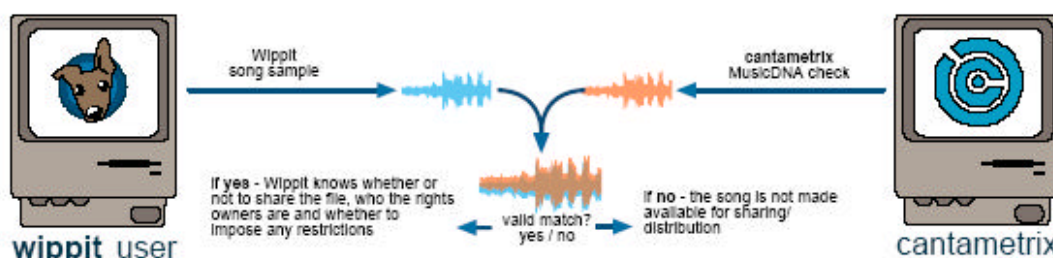 Wippit
song sample
cantametrix
MusicDNA check
If yes - Wippit knows whether or
not to share the file, who the rights
owners are and whether to
impose any restrictions
valid match?
yes / no
If no - the song is not made
available for sharing/
distribution
wippit user
cantametrix